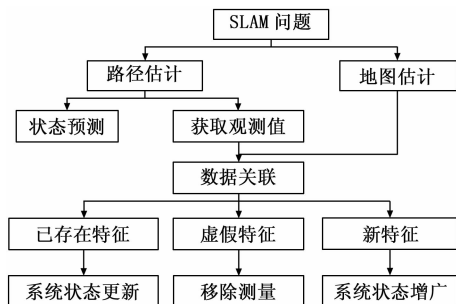 SLAM 问题
路径估计
地图估计
状态预测
获取观测值
数据关联
已存在特征
虚假特征
新特征
系统状态更新
移除测量
系统状态增广